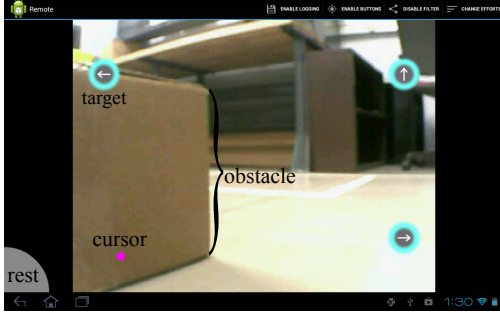 Remote
ENABLE LOGGING
ENABLE BUTTONS
DISABLE FILTER
CHANGE EFFORTS
target
obstacle
cursor
rest
1:30